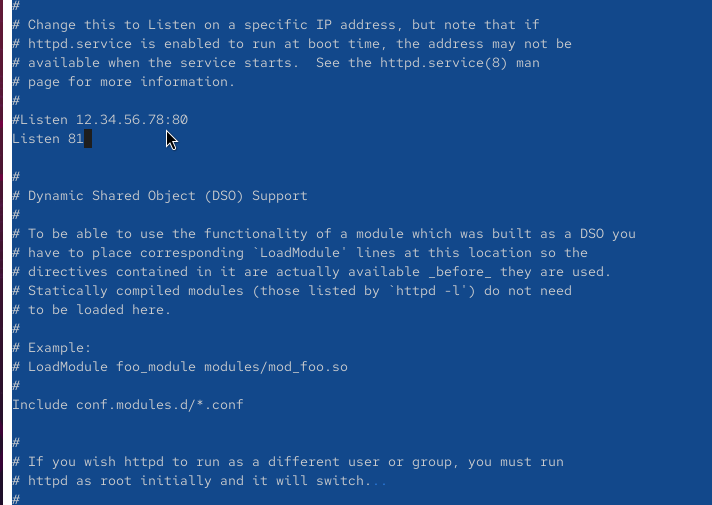 #
# Change this to Listen on a specific IP address, but note that if
# httpd.service is enabled to run at boot time, the address may not be
# available when the service starts.  See the httpd.service(8) man
# page for more information.
#
#Listen 12.34.56.78:80
Listen 81

#
# Dynamic Shared Object (DSO) Support
#
# To be able to use the functionality of a module which was built as a DSO you
# have to place corresponding `LoadModule' lines at this location so the
# directives contained in it are actually available _before_ they are used.
# Statically compiled modules (those listed by `httpd -l') do not need
# to be loaded here.
#
# Example:
# LoadModule foo_module modules/mod_foo.so
#
Include conf.modules.d/*.conf

#
# If you wish httpd to run as a different user or group, you must run
# httpd as root initially and it will switch...
#